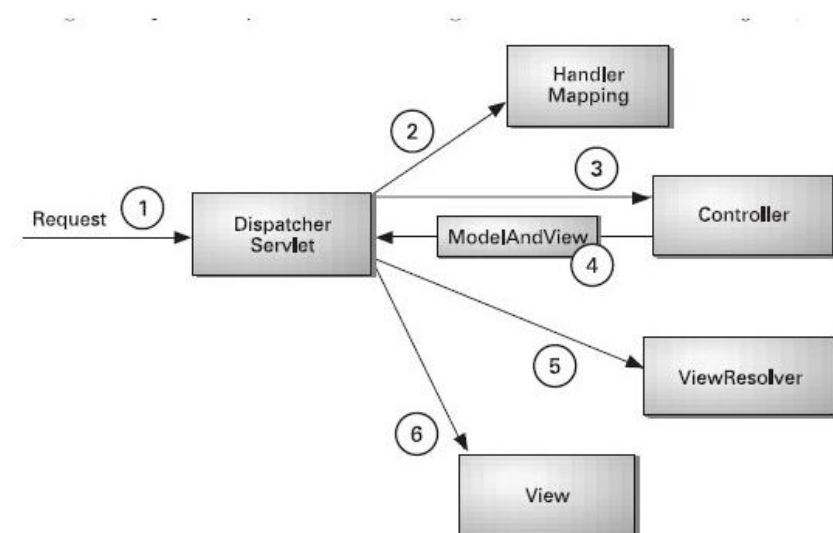 Handler
Mapping
2
3
1
Request
Dispatcher
Servlet
Controller
ModelAndView
4
5
ViewResolver
6
View